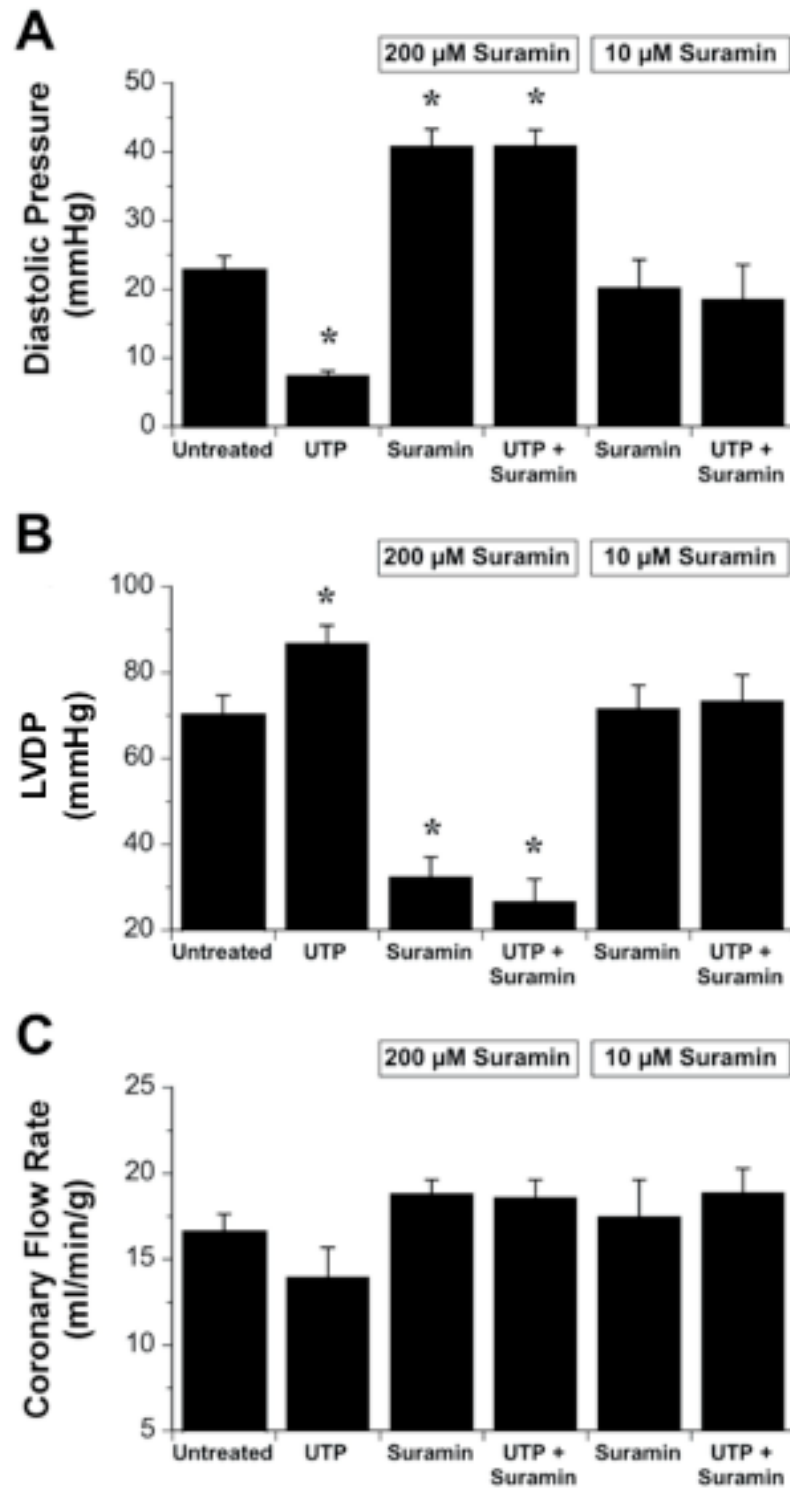 A
200 µM Suramin 10 µM Suramin
Diastolic Pressure
(mmHg)
50
40
30
20
10
0
*
*
*
Untreated UTP Suramin UTP + Suramin UTP +
Suramin Suramin
B
200 µM Suramin 10 µM Suramin
LVDP
(mmHg)
100
80
60
40
20
*
*
*
Untreated UTP Suramin UTP + Suramin UTP +
Suramin Suramin
C
200 µM Suramin 10 µM Suramin
Coronary Flow Rate
(ml/min/g)
25
20
15
10
5
Untreated UTP Suramin UTP + Suramin UTP +
Suramin Suramin